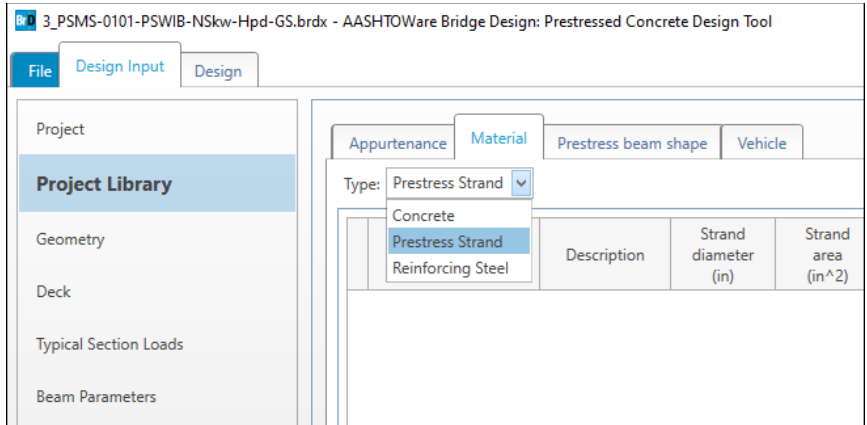 BrD 3_PSMS-0101-PSWIB-NSkw-Hpd-GS.brdx - AASHTOWare Bridge Design: Prestressed Concrete Design Tool
File Design Input Design
Project
Project Library
Geometry
Deck
Typical Section Loads
Beam Parameters
Appurtenance Material Prestress beam shape Vehicle
Type: Prestress Strand
Concrete
Prestress Strand
Reinforcing Steel
Description
Strand
diameter
(in)
Strand
area
(in^2)